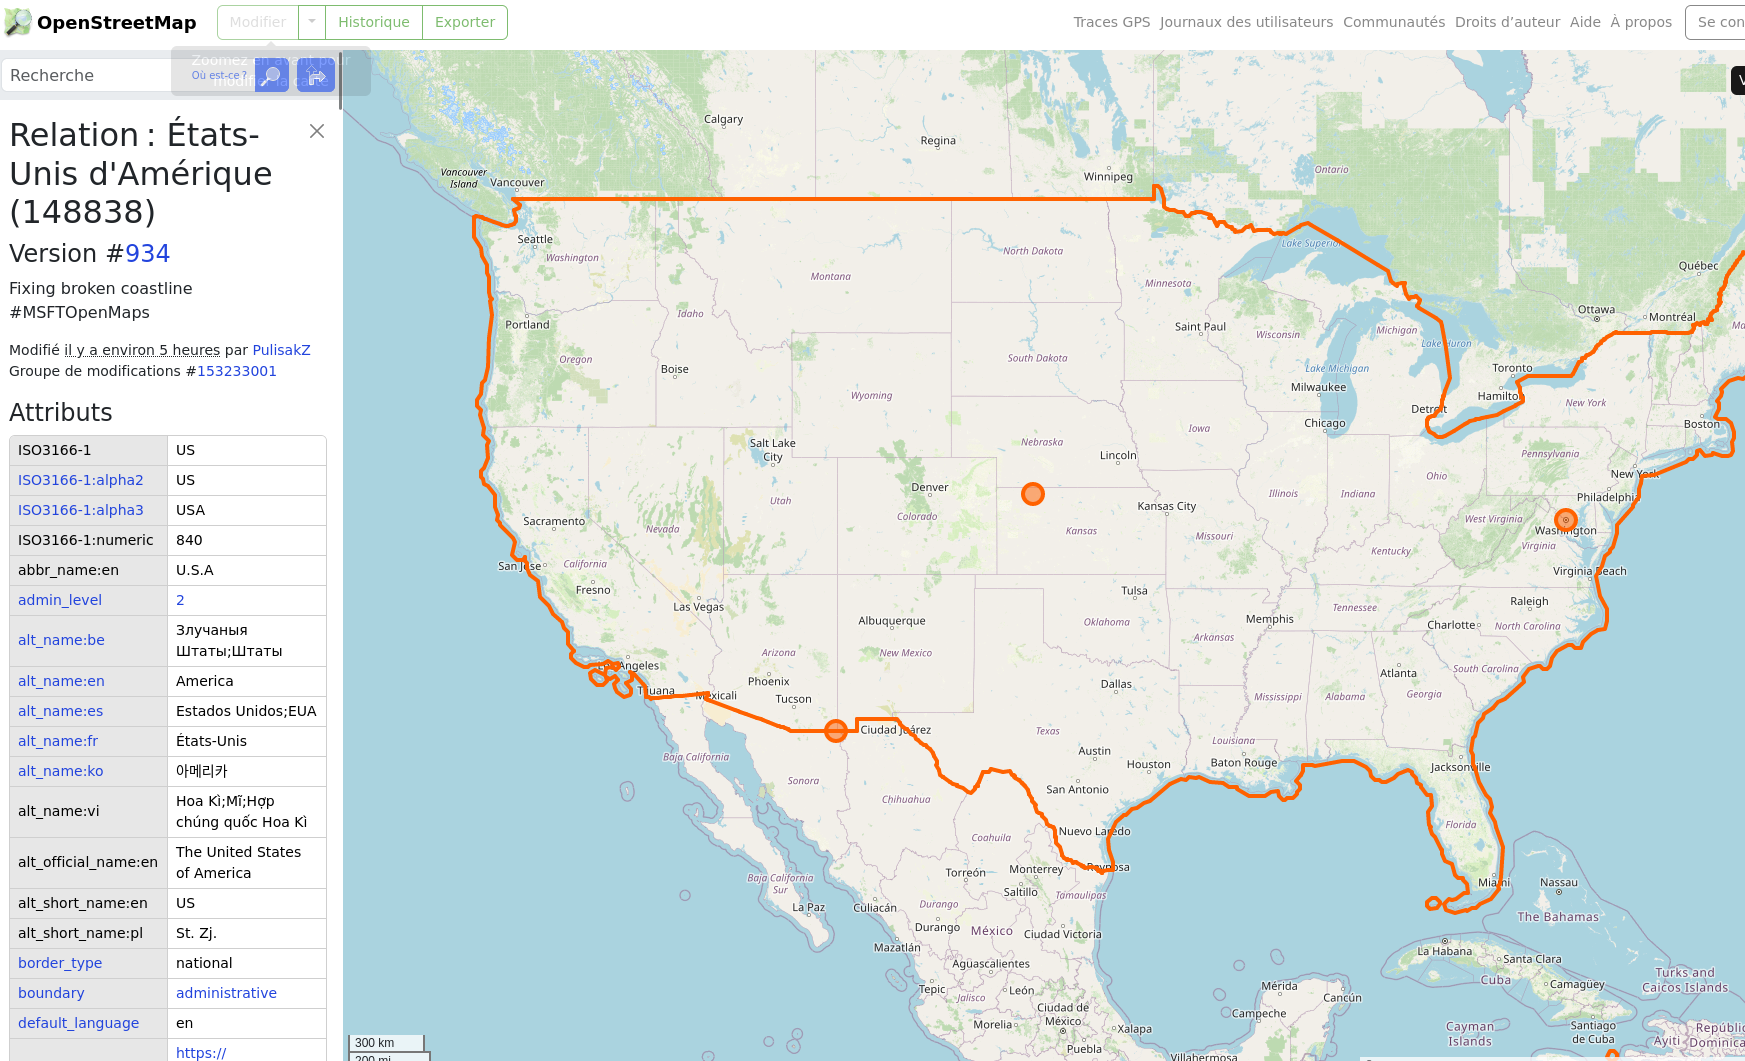 OpenStreetMap
Modifier
Historique
Exporter
Traces GPS
Journaux des utilisateurs
Communautés
Droits d’auteur
Aide
À propos
Se con
Zoomez en avant pour
modifier la carte
Recherche
Où est-ce ?
Relation : États-
Unis d'Amérique
(148838)
Version #934
Fixing broken coastline
#MSFTOpenMaps
Modifié il y a environ 5 heures par PulisakZ
Groupe de modifications #153233001
Attributs
ISO3166-1 US
ISO3166-1:alpha2 US
ISO3166-1:alpha3 USA
ISO3166-1:numeric 840
abbr_name:en U.S.A
admin_level 2
alt_name:be Злучаныя
Штаты;Штаты
alt_name:en America
alt_name:es Estados Unidos;EUA
alt_name:fr États-Unis
alt_name:ko 아메리카
alt_name:vi Hoa Kì;Mĩ;Hợp
chúng quốc Hoa Kì
alt_official_name:en The United States
of America
alt_short_name:en US
alt_short_name:pl St. Zj.
border_type national
boundary administrative
default_language en
https://
Calgary
Regina
Winnipeg
Ontario
Vancouver
Island
Vancouver
Seattle
Washington
North Dakota
Lake Superior
Montana
Minnesota
Québec
Idaho
Portland
Saint Paul
Ottawa
Montréal
Michigan
Wisconsin
Lake Huron
Oregon
South Dakota
Boise
Toronto
Lake Michigan
Milwaukee
Wyoming
Hamilton
New York
Detroit
Chicago
Boston
Iowa
Salt Lake
City
Nebraska
Lincoln
Pennsylvania
New York
Ohio
Denver
Utah
Illinois
Indiana
Philadelphia
Kansas City
Colorado
Sacramento
Nevada
Kansas
Missouri
West Virginia
Washington
Virginia
Kentucky
San Jose
California
Virginia Beach
Fresno
Las Vegas
Tulsa
Raleigh
Tennessee
Albuquerque
Oklahoma
Memphis
Charlotte
North Carolina
Arkansas
Arizona
New Mexico
Los Angeles
South Carolina
Atlanta
Phoenix
Dallas
Tijuana
Mexicali
Tucson
Mississippi
Alabama
Georgia
Ciudad Juárez
Texas
Louisiana
Austin
Baja California
Houston
Baton Rouge
Jacksonville
Sonora
San Antonio
Chihuahua
Florida
Nuevo Laredo
Coahuila
Reynosa
Monterrey
Torreón
Baja California
Sur
Saltillo
Tamaulipas
Miami
Nassau
La Paz
Culiacán
Durango
Durango
México
Ciudad Victoria
The Bahamas
Mazatlán
La Habana
Santa Clara
Aguascalientes
Cuba
Camagüey
Turks and
Caicos Islands
Tepic
León
Jalisco
Mérida
Cancún
Ciudad de
México
Campeche
Morelia
Xalapa
Cayman
Islands
Santiago
de Cuba
Ayiti
Repúblic
Dominicana
Puebla
Villahermosa
300 km
200 mi